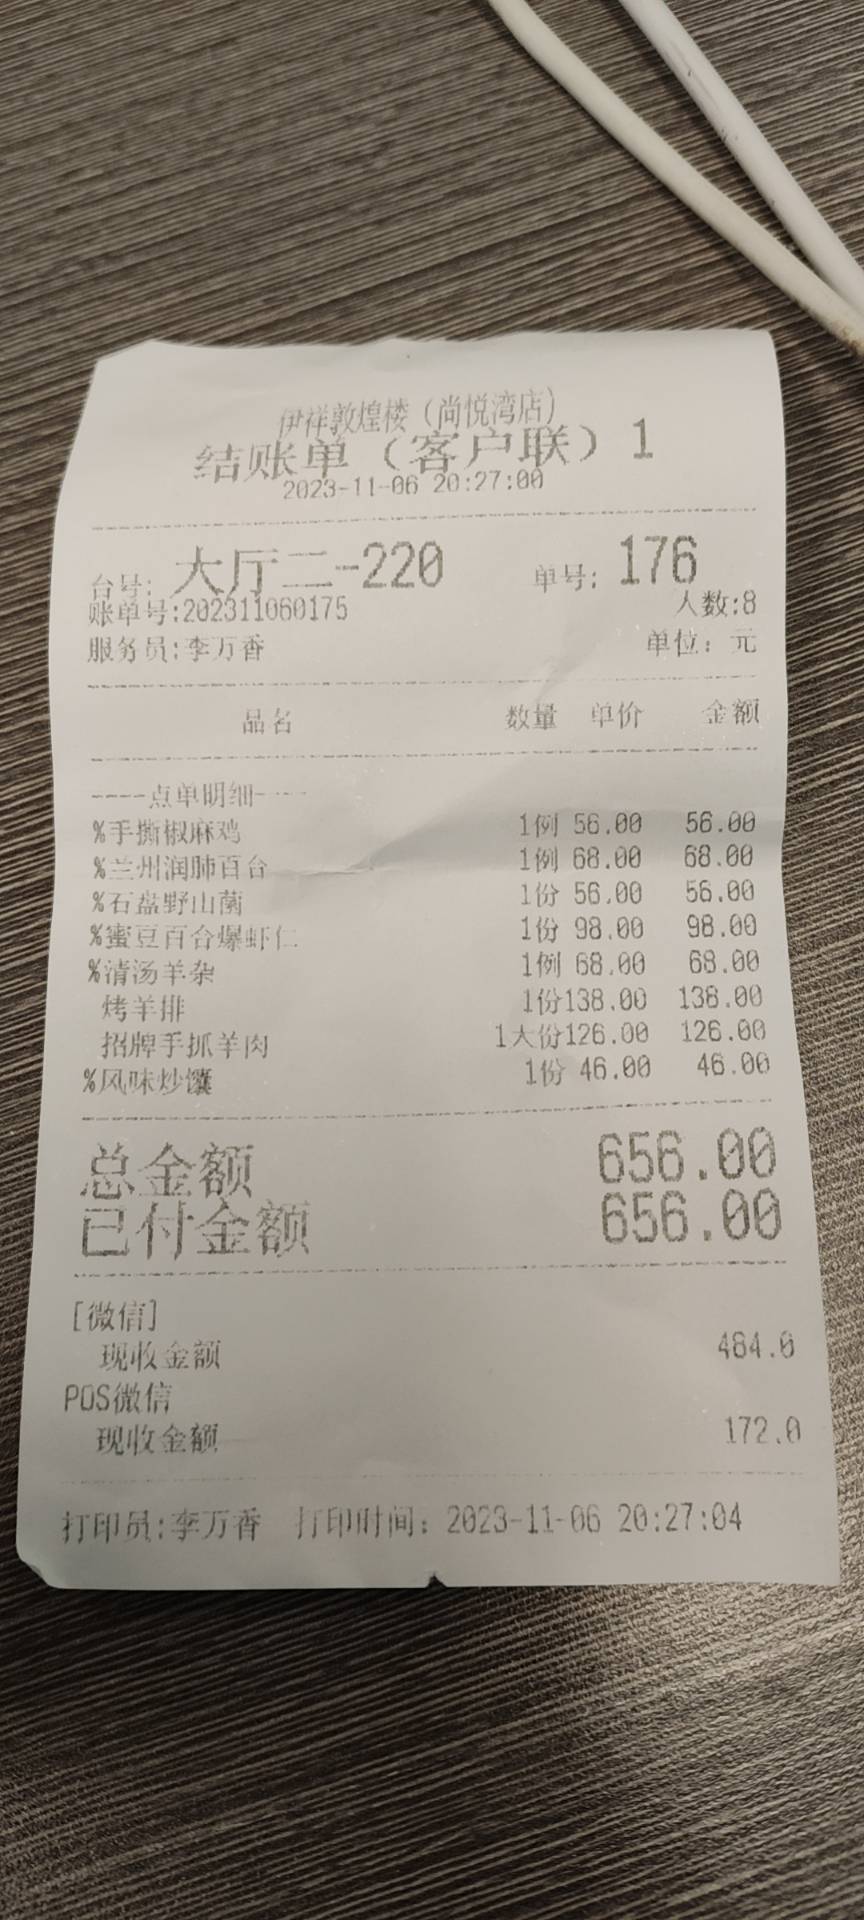 伊祥敦煌楼（尚悦湾店）
结账单（客户联）1
2023-11-06 20:27:00
台号: 大厅二-220 单号: 176
账单号:202311060175 人数:8
服务员:李万香 单位: 元
品名 数量 单价 金额
----点单明细----
%手撕椒麻鸡 1例 56.00 56.00
%兰州润肺百合 1例 68.00 68.00
%石盘野山菌 1份 56.00 56.00
%蜜豆百合爆虾仁 1份 98.00 98.00
%清汤羊杂 1例 68.00 68.00
烤羊排 1份138.00 138.00
招牌手抓羊肉 1大份126.00 126.00
%风味炒馕 1份 46.00 46.00
总金额 656.00
已付金额 656.00
[微信]
现收金额 484.0
POS微信
现收金额 172.0
打印员:李万香 打印时间: 2023-11-06 20:27:04